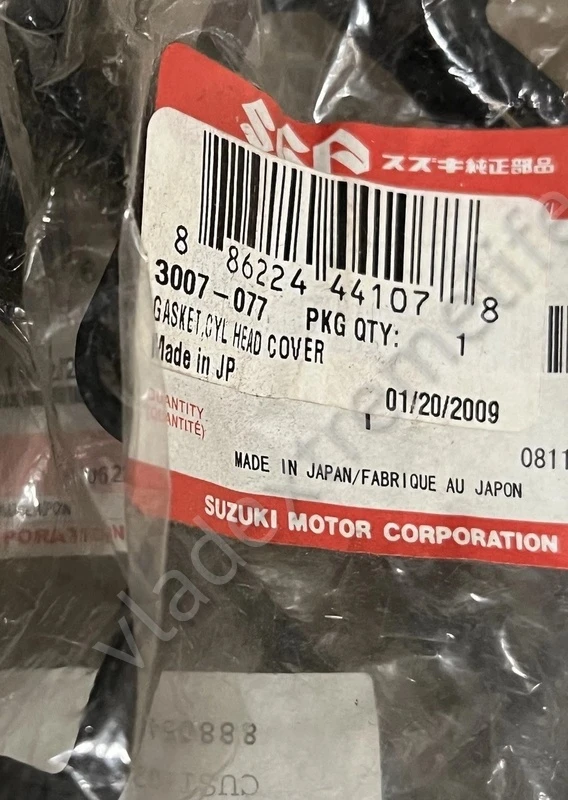 スズキ純正部品
8 86224 44107 8
3007-077
PKG QTY: 1
GASKET,CYL HEAD COVER
Made in JP
01/20/2009
QUANTITY
1
0811
MADE IN JAPAN/FABRIQUE AU JAPON
SUZUKI MOTOR CORPORATION